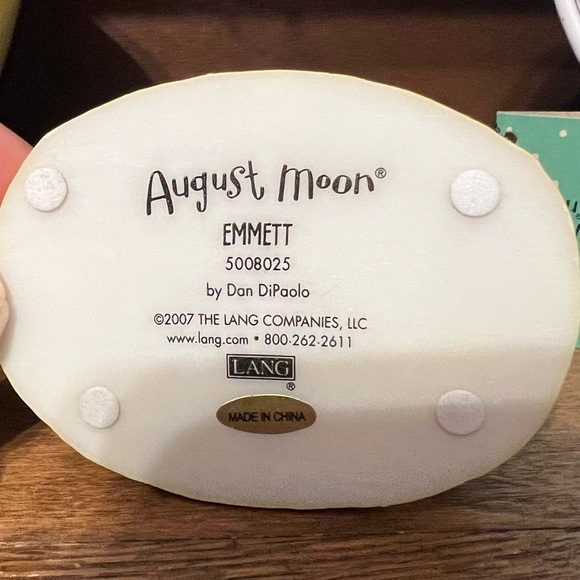 August Moon®
EMMETT
5008025
by Dan DiPaolo
©2007 THE LANG COMPANIES, LLC
www.lang.com • 800-262-2611
LANG
®
MADE IN CHINA